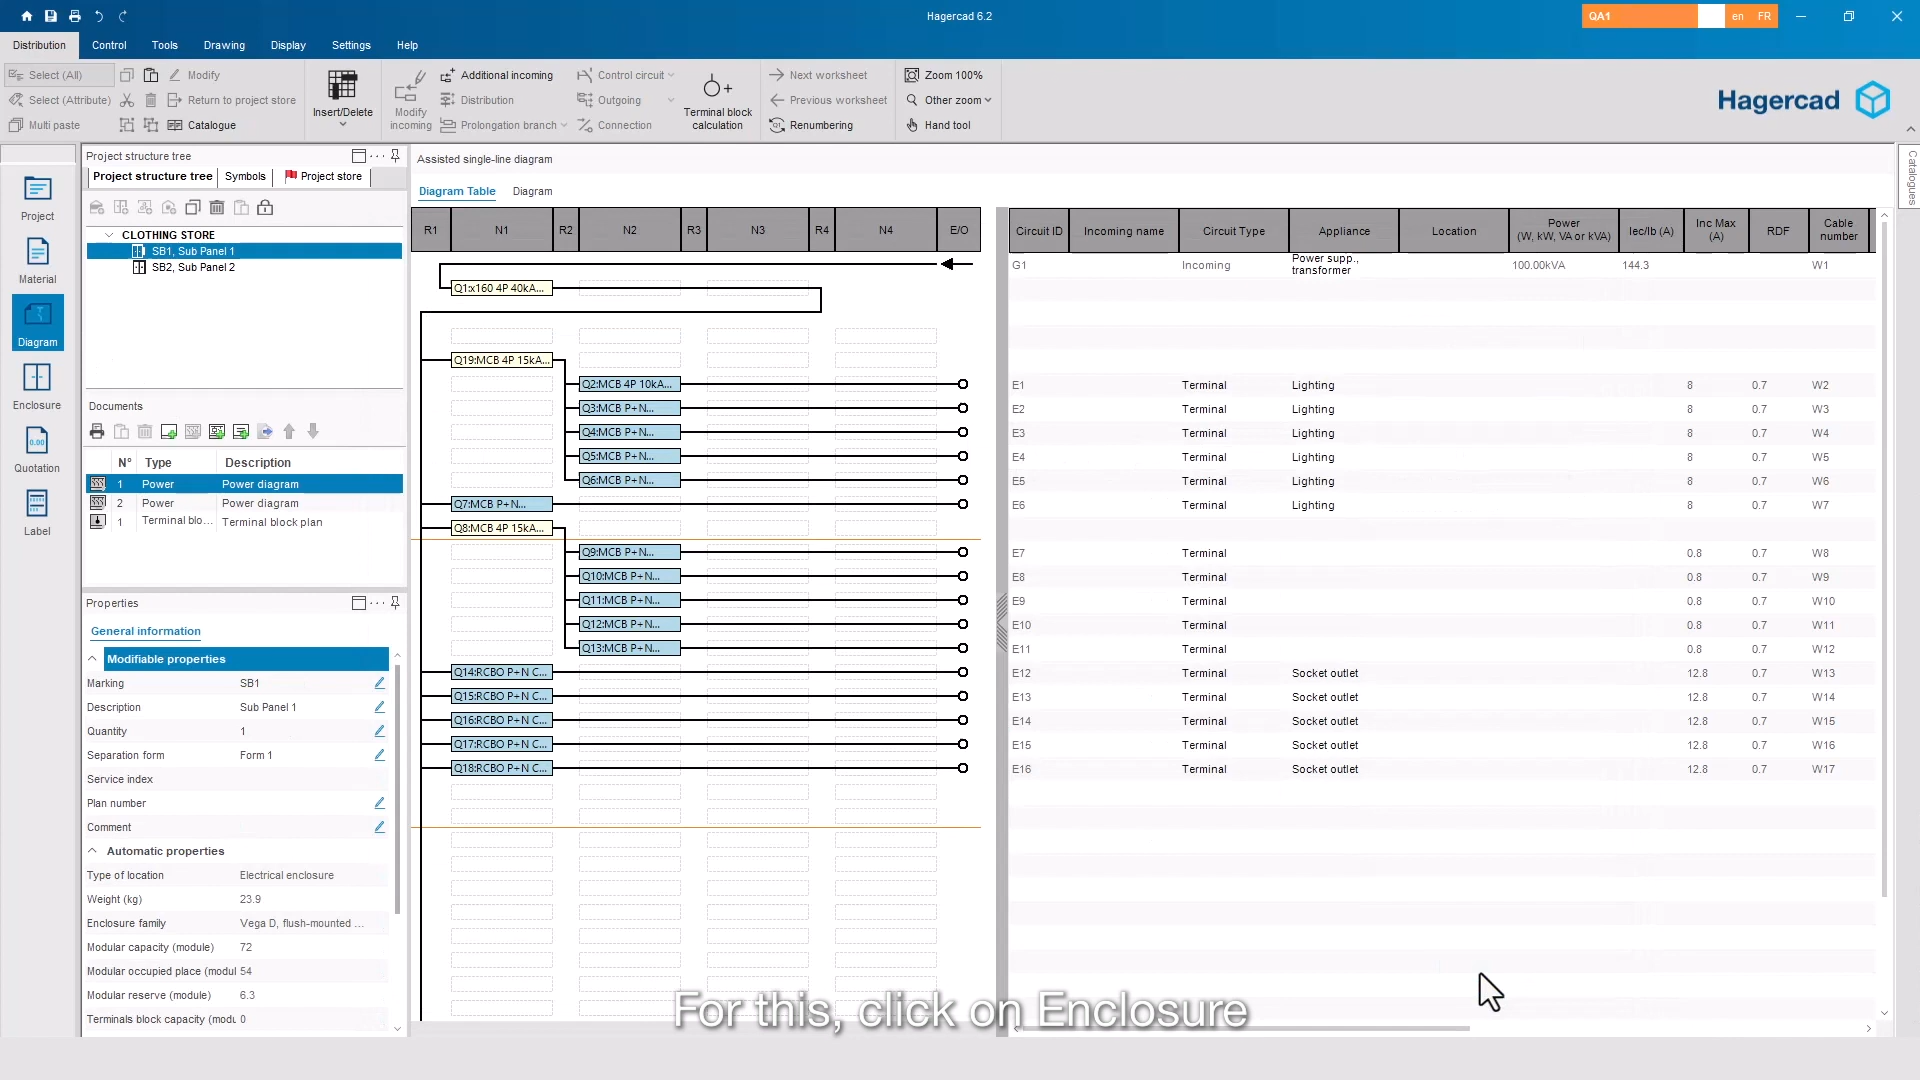 Hagercad 6.2
QA1
en
FR
Distribution
Control
Tools
Drawing
Display
Settings
Help
Select (All)
Modify
Select (Attribute)
Return to project store
Multi paste
Catalogue
Insert/Delete
Modify
incoming
Additional incoming
Distribution
Prolongation branch
Control circuit
Outgoing
Connection
Terminal block
calculation
Next worksheet
Previous worksheet
Renumbering
Zoom 100%
Other zoom
Hand tool
Hagercad
Catalogues
Project
Material
Diagram
Enclosure
Quotation
Label
Project structure tree
Project structure tree
Symbols
Project store
CLOTHING STORE
SB1, Sub Panel 1
SB2, Sub Panel 2
Documents
N° Type Description
1 Power Power diagram
2 Power Power diagram
1 Terminal blo... Terminal block plan
Properties
General information
Modifiable properties
Marking SB1
Description Sub Panel 1
Quantity 1
Separation form Form 1
Service index
Plan number
Comment
Automatic properties
Type of location Electrical enclosure
Weight (kg) 23.9
Enclosure family Vega D, flush-mounted ...
Modular capacity (module) 72
Modular occupied place (modul 54
Modular reserve (module) 6.3
Terminals block capacity (modu 0
Assisted single-line diagram
Diagram Table
Diagram
R1 N1 R2 N2 R3 N3 R4 N4 E/O
Q1:x160 4P 40kA...
Q19:MCB 4P 15kA...
Q2:MCB 4P 10kA...
Q3:MCB P+N...
Q4:MCB P+N...
Q5:MCB P+N...
Q6:MCB P+N...
Q7:MCB P+N...
Q8:MCB 4P 15kA...
Q9:MCB P+N...
Q10:MCB P+N...
Q11:MCB P+N...
Q12:MCB P+N...
Q13:MCB P+N...
Q14:RCBO P+N C...
Q15:RCBO P+N C...
Q16:RCBO P+N C...
Q17:RCBO P+N C...
Q18:RCBO P+N C...
Circuit ID Incoming name Circuit Type Appliance Location Power (W, kW, VA or kVA) Iec/Ib (A) Inc Max (A) RDF Cable number
G1 Incoming Power supp., transformer 100.00kVA 144.3 W1
E1 Terminal Lighting 8 0.7 W2
E2 Terminal Lighting 8 0.7 W3
E3 Terminal Lighting 8 0.7 W4
E4 Terminal Lighting 8 0.7 W5
E5 Terminal Lighting 8 0.7 W6
E6 Terminal Lighting 8 0.7 W7
E7 Terminal 0.8 0.7 W8
E8 Terminal 0.8 0.7 W9
E9 Terminal 0.8 0.7 W10
E10 Terminal 0.8 0.7 W11
E11 Terminal 0.8 0.7 W12
E12 Terminal Socket outlet 12.8 0.7 W13
E13 Terminal Socket outlet 12.8 0.7 W14
E14 Terminal Socket outlet 12.8 0.7 W15
E15 Terminal Socket outlet 12.8 0.7 W16
E16 Terminal Socket outlet 12.8 0.7 W17
For this, click on Enclosure